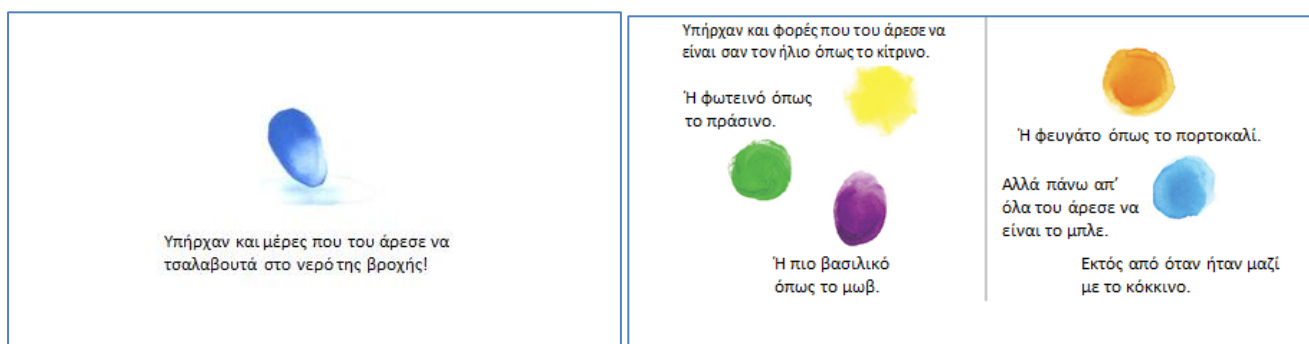 Υπήρχαν και μέρες που του άρεσε να
τσαλαβουτά στο νερό της βροχής!
Υπήρχαν και φορές που του άρεσε να
είναι σαν τον ήλιο όπως το κίτρινο.
Ή φωτεινό όπως
το πράσινο.
Ή πιο βασιλικό
όπως το μωβ.
Ή φευγάτο όπως το πορτοκαλί.
Αλλά πάνω απ’
όλα του άρεσε να
είναι το μπλε.
Εκτός από όταν ήταν μαζί
με το κόκκινο.